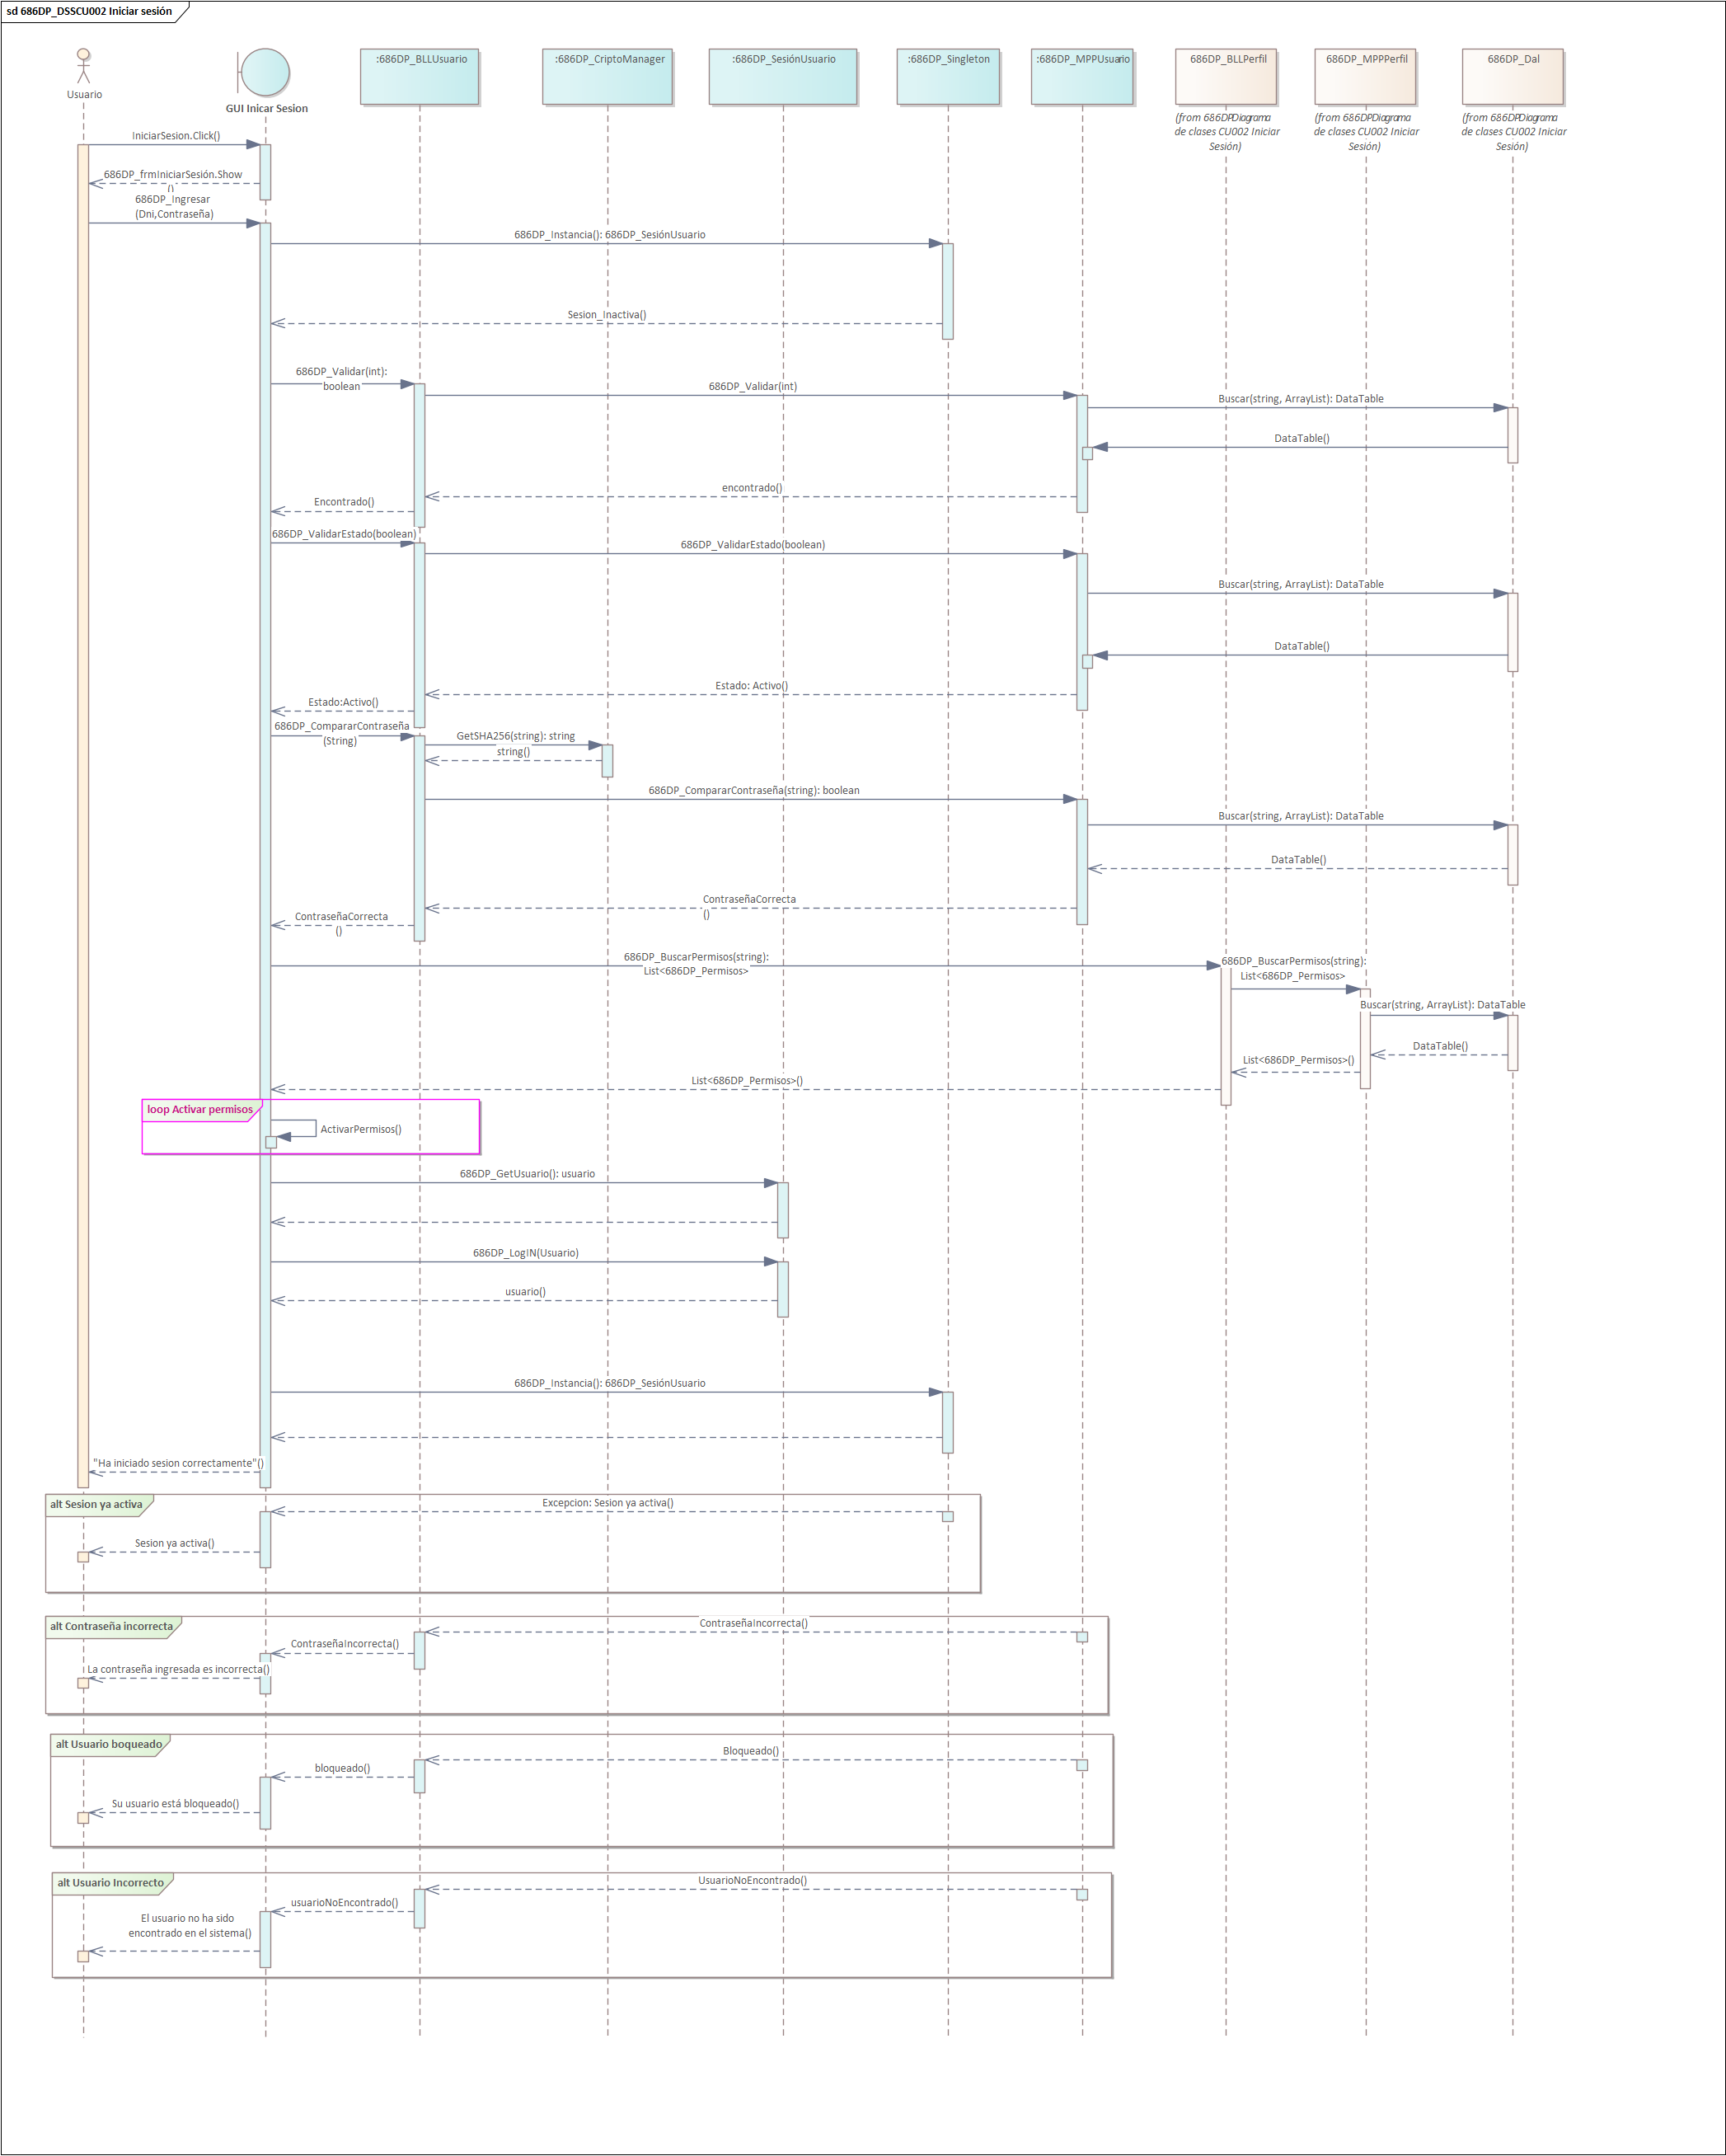 sd 686DP_DSSCU002 Iniciar sesión
Usuario
GUI Inicar Sesion
:686DP_BLLUsuario
:686DP_CriptoManager
:686DP_SesiónUsuario
:686DP_Singleton
:686DP_MPPUsuario
686DP_BLLPerfil
(from 686DPDiagrama
de clases CU002 Iniciar
Sesión)
686DP_MPPPerfil
(from 686DPDiagrama
de clases CU002 Iniciar
Sesión)
686DP_Dal
(from 686DPDiagrama
de clases CU002 Iniciar
Sesión)
IniciarSesion.Click()
686DP_frmIniciarSesión.Show
()
686DP_Ingresar
(Dni,Contraseña)
686DP_Instancia(): 686DP_SesiónUsuario
Sesion_Inactiva()
686DP_Validar(int):
boolean
686DP_Validar(int)
Buscar(string, ArrayList): DataTable
DataTable()
encontrado()
Encontrado()
686DP_ValidarEstado(boolean)
686DP_ValidarEstado(boolean)
Buscar(string, ArrayList): DataTable
DataTable()
Estado: Activo()
Estado:Activo()
686DP_CompararContraseña
(String)
GetSHA256(string): string
string()
686DP_CompararContraseña(string): boolean
Buscar(string, ArrayList): DataTable
DataTable()
ContraseñaCorrecta
()
ContraseñaCorrecta
()
686DP_BuscarPermisos(string):
List<686DP_Permisos>
686DP_BuscarPermisos(string):
List<686DP_Permisos>
Buscar(string, ArrayList): DataTable
DataTable()
List<686DP_Permisos>()
List<686DP_Permisos>()
loop Activar permisos
ActivarPermisos()
686DP_GetUsuario(): usuario
686DP_LogIN(Usuario)
usuario()
686DP_Instancia(): 686DP_SesiónUsuario
"Ha iniciado sesion correctamente"()
alt Sesion ya activa
Excepcion: Sesion ya activa()
Sesion ya activa()
alt Contraseña incorrecta
ContraseñaIncorrecta()
ContraseñaIncorrecta()
La contraseña ingresada es incorrecta()
alt Usuario boqueado
Bloqueado()
bloqueado()
Su usuario está bloqueado()
alt Usuario Incorrecto
UsuarioNoEncontrado()
usuarioNoEncontrado()
El usuario no ha sido
encontrado en el sistema()